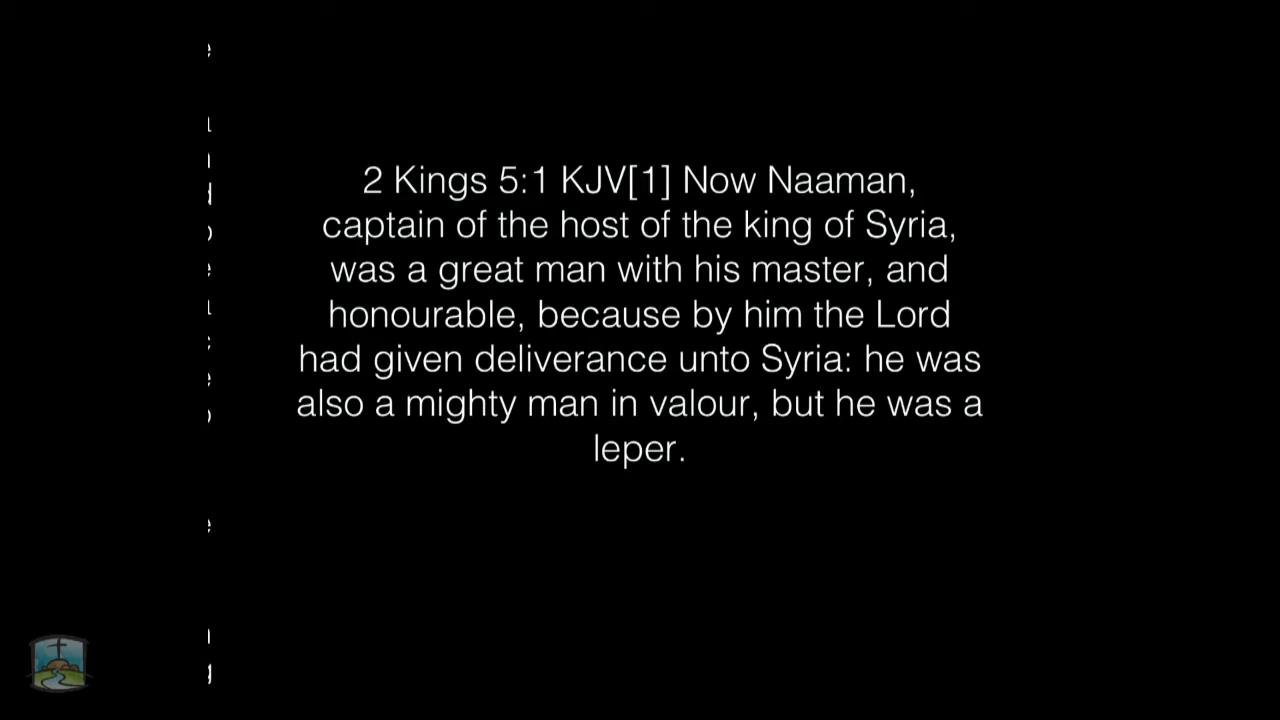 2 Kings 5:1 KJV[1] Now Naaman,
captain of the host of the king of Syria,
was a great man with his master, and
honourable, because by him the Lord
had given deliverance unto Syria: he was
also a mighty man in valour, but he was a
leper.